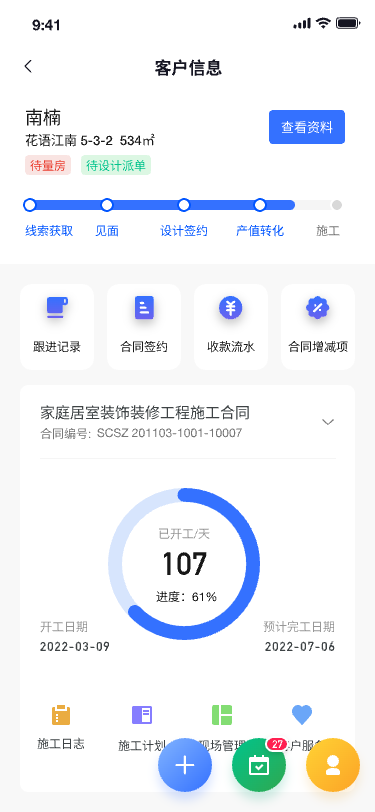 9:41
客户信息
南楠
花语江南 5-3-2 534㎡
查看资料
待量房 待设计派单
线索获取 见面 设计签约 产值转化 施工
跟进记录 合同签约 收款流水 合同增减项
家庭居室装饰装修工程施工合同
合同编号: SCSZ 201103-1001-10007
已开工/天
107
进度：61%
开工日期 预计完工日期
2022-03-09 2022-07-06
27
施工日志 施工计划 现场管理 客户服